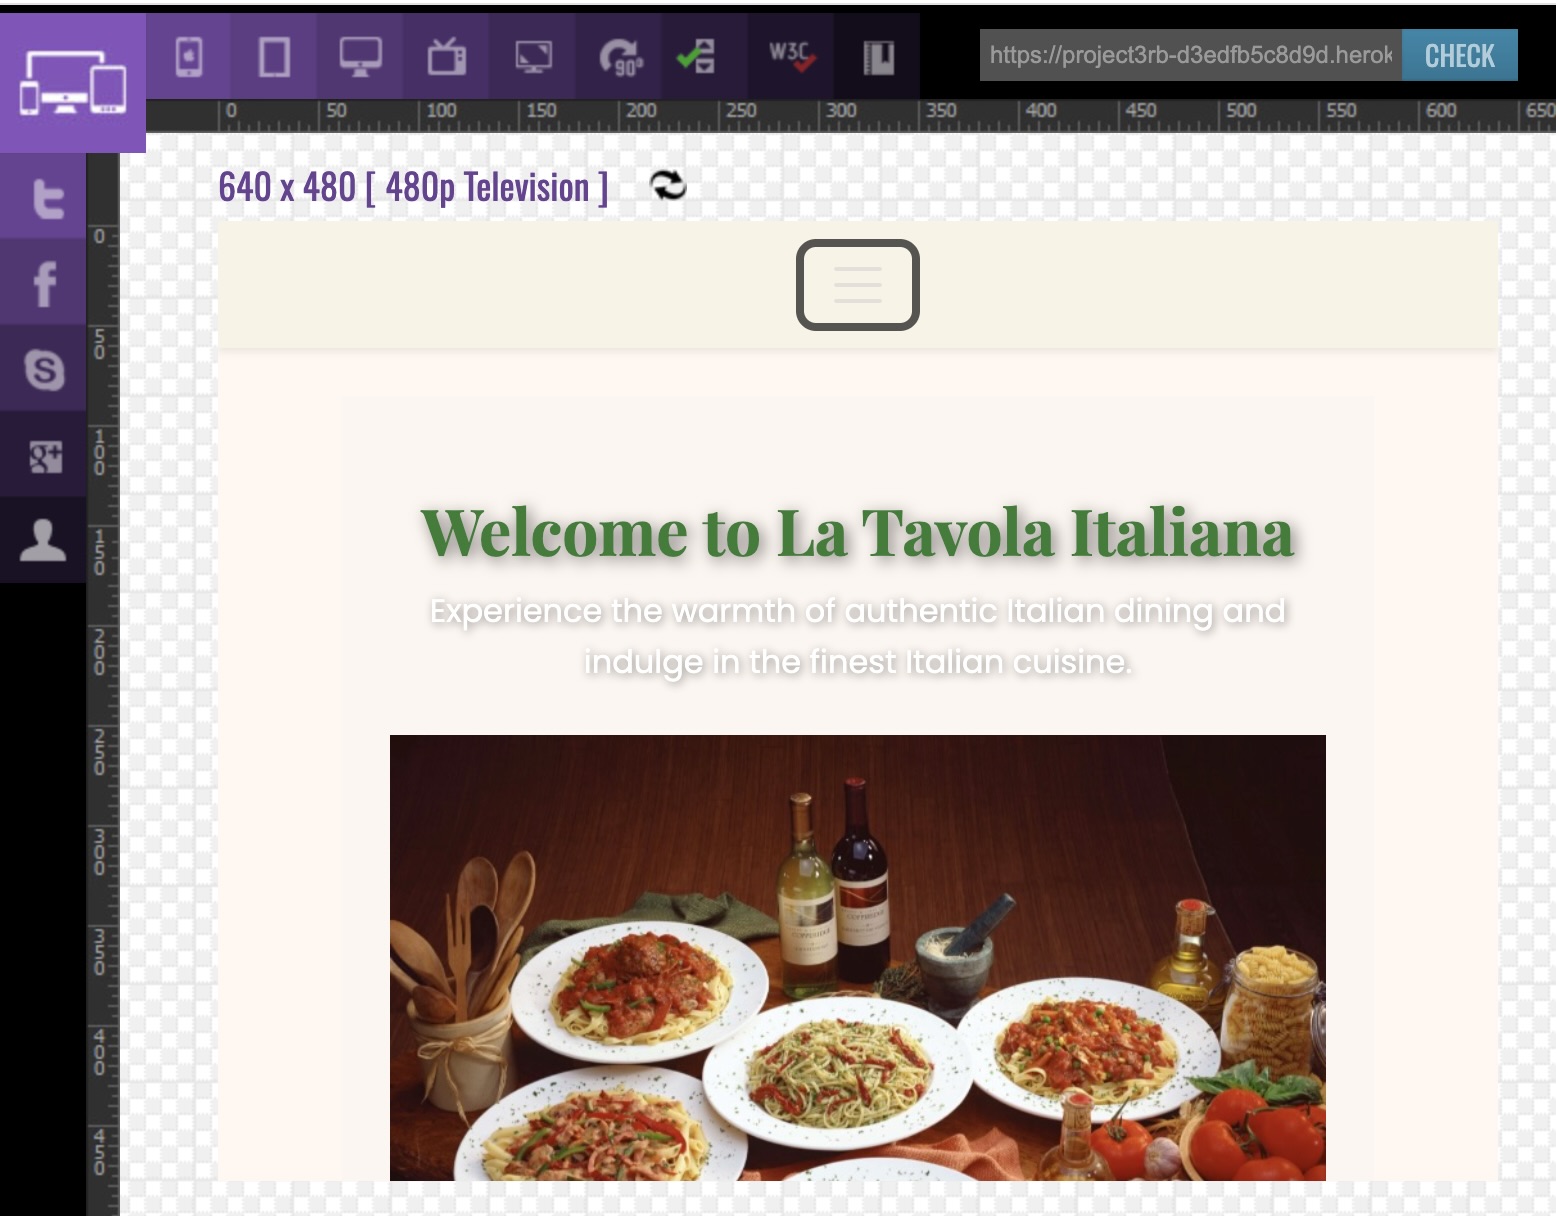 90°
W3C
https://project3rb-d3edfb5c8d9d.herok
CHECK
0 50 100 150 200 250 300 350 400 450 500 550 600 650
640 x 480 [ 480p Television ]
0
50
100
150
200
250
300
350
400
450
Welcome to La Tavola Italiana
Experience the warmth of authentic Italian dining and
indulge in the finest Italian cuisine.